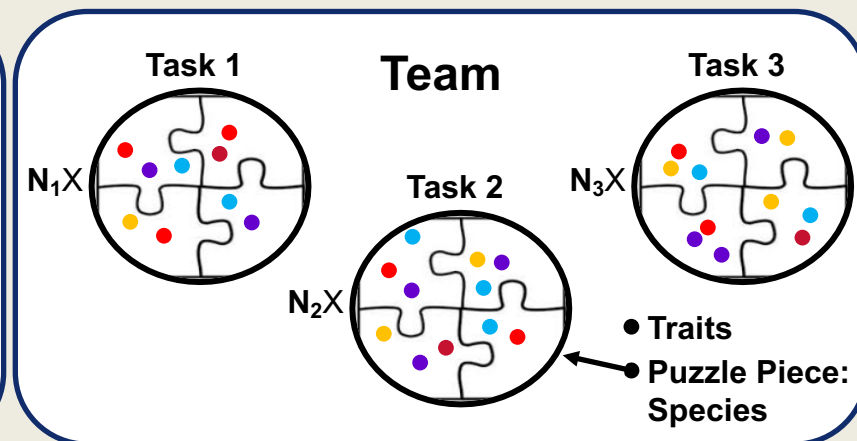 Team
Task 1
N₁X
Task 2
N₂X
Task 3
N₃X
● Traits
● Puzzle Piece:
Species